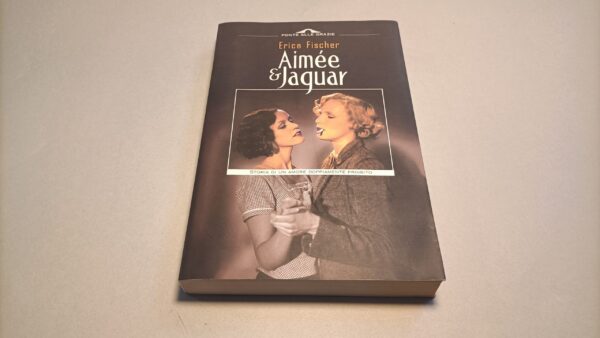 PONTE ALLE GRAZIE
Erica Fischer
Aimée
& Jaguar
STORIA DI UN AMORE DOPPIAMENTE PROIBITO